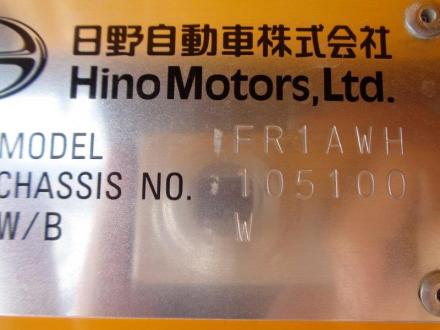 日野自動車株式会社
Hino Motors, Ltd.
MODEL FR1AWH
CHASSIS NO. 105100
W/B W